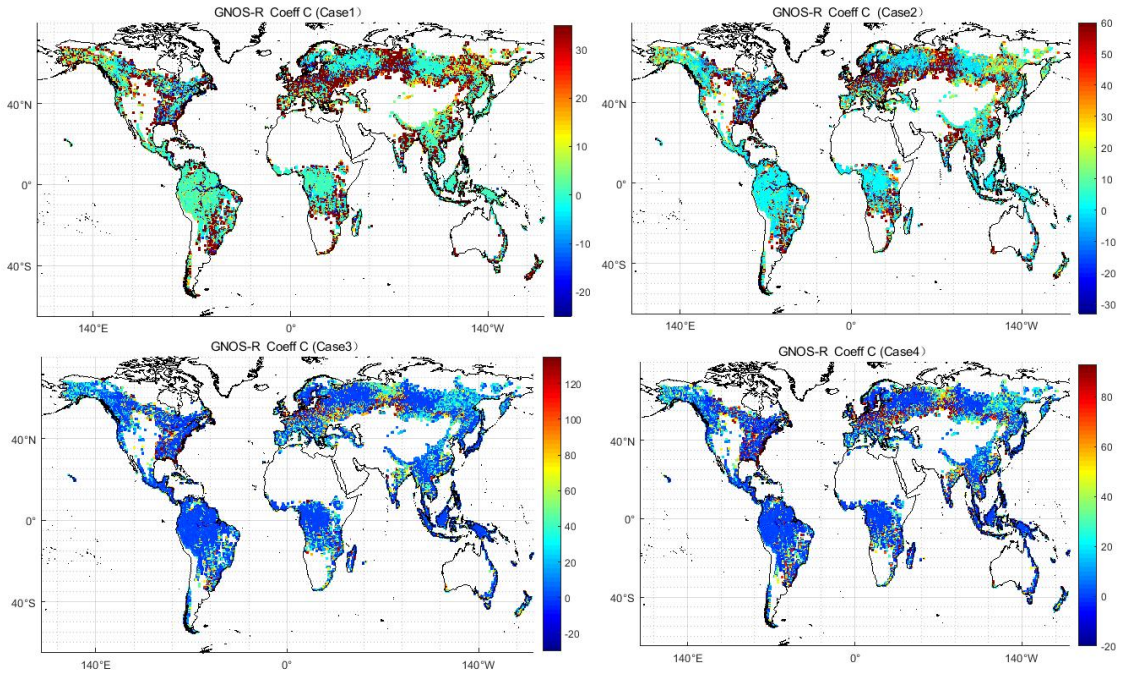 GNOS-R Coeff C (Case1）
40°N
0°
40°S
140°E
0°
140°W
30
20
10
0
-10
-20
GNOS-R Coeff C (Case2）
40°N
0°
40°S
140°E
0°
140°W
60
50
40
30
20
10
0
-10
-20
-30
GNOS-R Coeff C (Case3）
40°N
0°
40°S
140°E
0°
140°W
120
100
80
60
40
20
0
-20
GNOS-R Coeff C (Case4）
40°N
0°
40°S
140°E
0°
140°W
80
60
40
20
0
-20